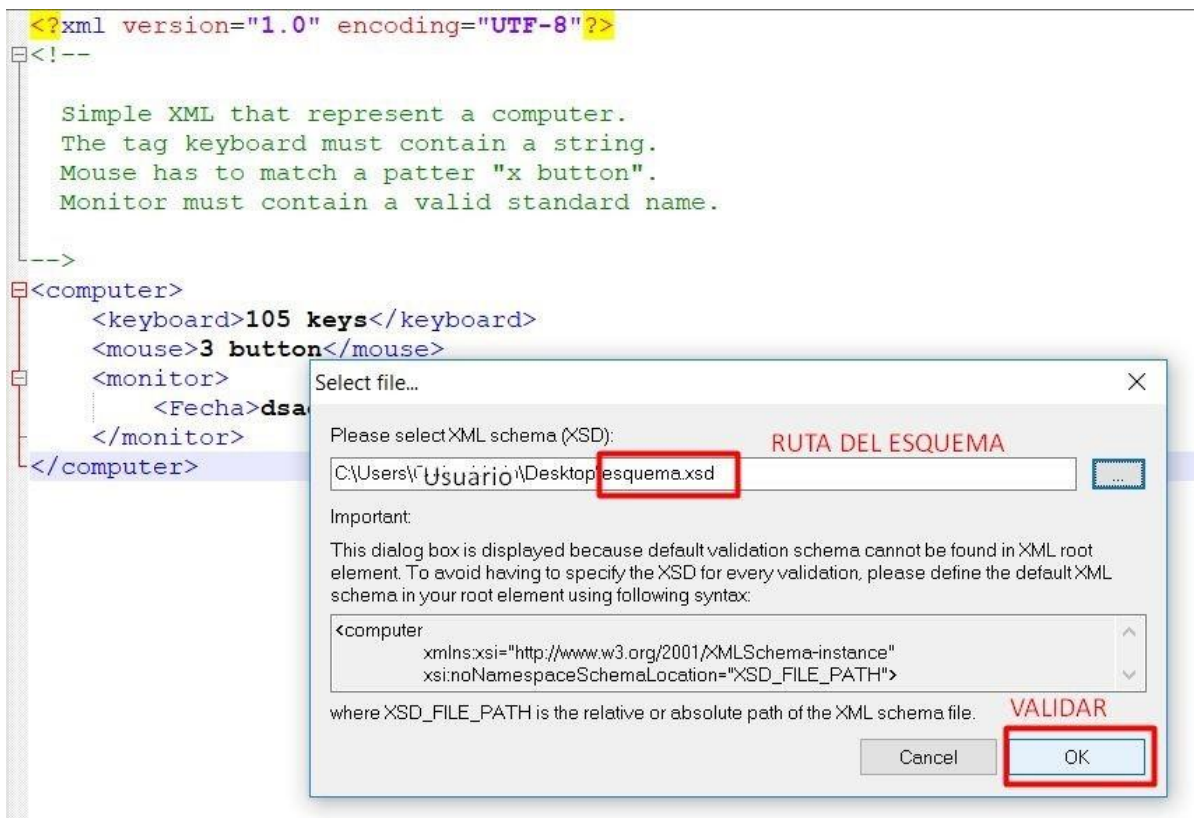 <?xml version="1.0" encoding="UTF-8"?>
<!--
Simple XML that represent a computer.
The tag keyboard must contain a string.
Mouse has to match a patter "x button".
Monitor must contain a valid standard name.
-->
<computer>
<keyboard>105 keys</keyboard>
<mouse>3 button</mouse>
<monitor>
<Fecha>dsa
</monitor>
</computer>
Select file...
Please select XML schema (XSD):
RUTA DEL ESQUEMA
C:\Users\Usuario\Desktop\esquema.xsd
...
Important:
This dialog box is displayed because default validation schema cannot be found in XML root
element. To avoid having to specify the XSD for every validation, please define the default XML
schema in your root element using following syntax:
<computer
xmlns:xsi="http://www.w3.org/2001/XMLSchema-instance"
xsi:noNamespaceSchemaLocation="XSD_FILE_PATH">
where XSD_FILE_PATH is the relative or absolute path of the XML schema file.
VALIDAR
Cancel
OK